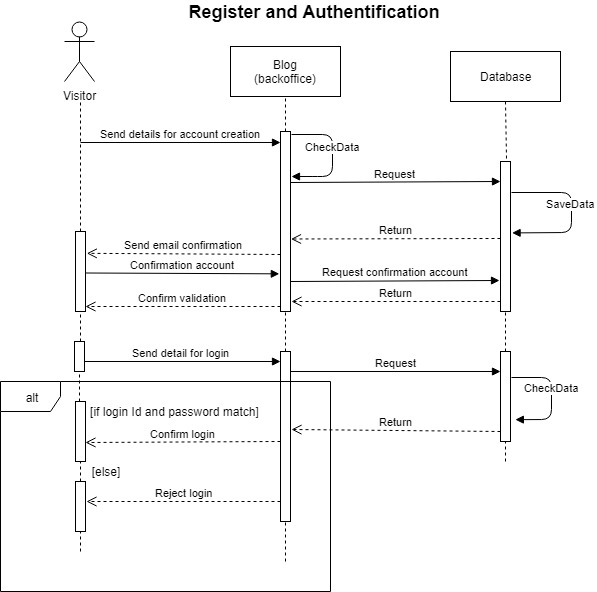 Register and Authentification
Visitor
Blog
(backoffice)
Database
Send details for account creation
CheckData
Request
SaveData
Return
Send email confirmation
Confirmation account
Request confirmation account
Return
Confirm validation
Send detail for login
Request
CheckData
alt
[if login Id and password match]
Return
Confirm login
[else]
Reject login